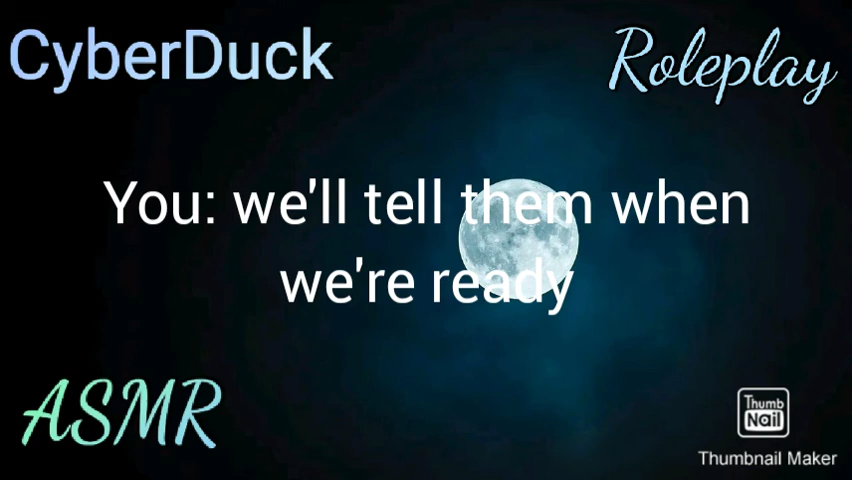 CyberDuck
Roleplay
You: we'll tell them when
we're ready
ASMR
Thumb
Nail
Thumbnail Maker